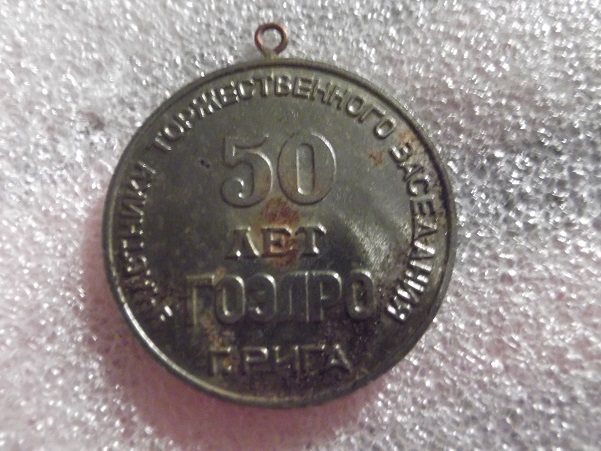 УЧАСТНИКУ ТОРЖЕСТВЕННОГО ЗАСЕДАНИЯ
50
ЛЕТ
ГОЭЛРО
Г.РИГА